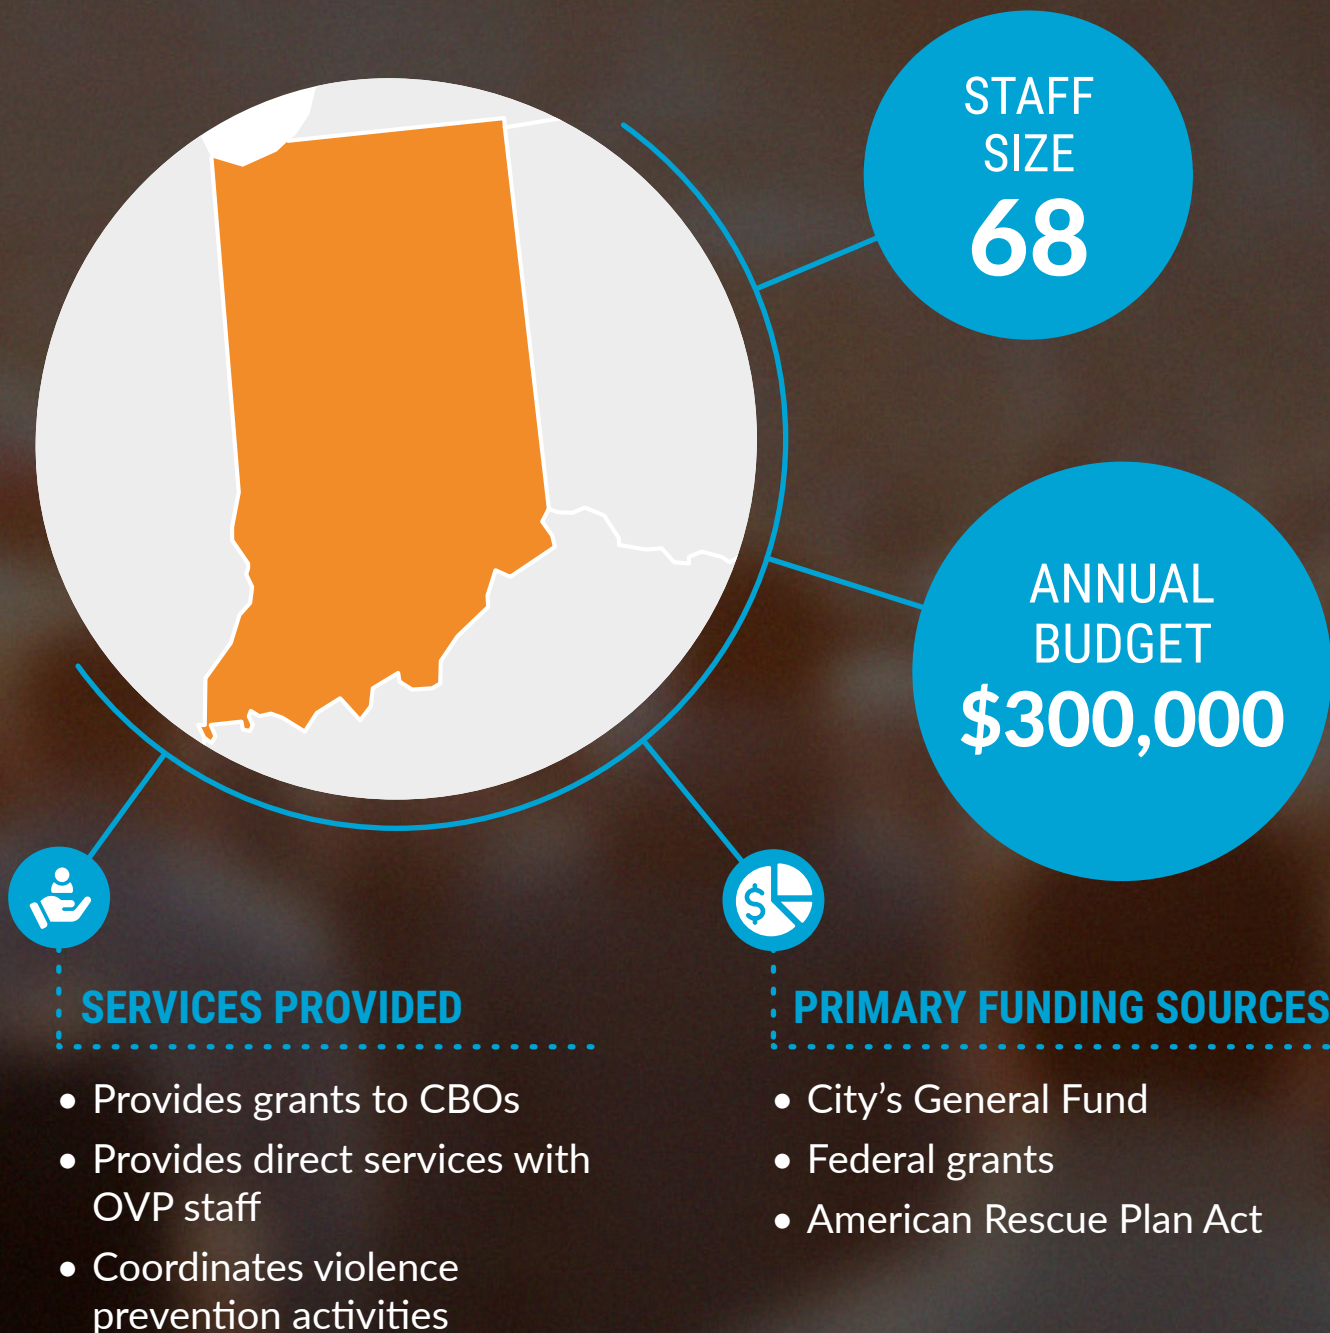 STAFF
SIZE
68
ANNUAL
BUDGET
$300,000
$
SERVICES PROVIDED
• Provides grants to CBOs
• Provides direct services with
OVP staff
• Coordinates violence
prevention activities
PRIMARY FUNDING SOURCES
• City’s General Fund
• Federal grants
• American Rescue Plan Act